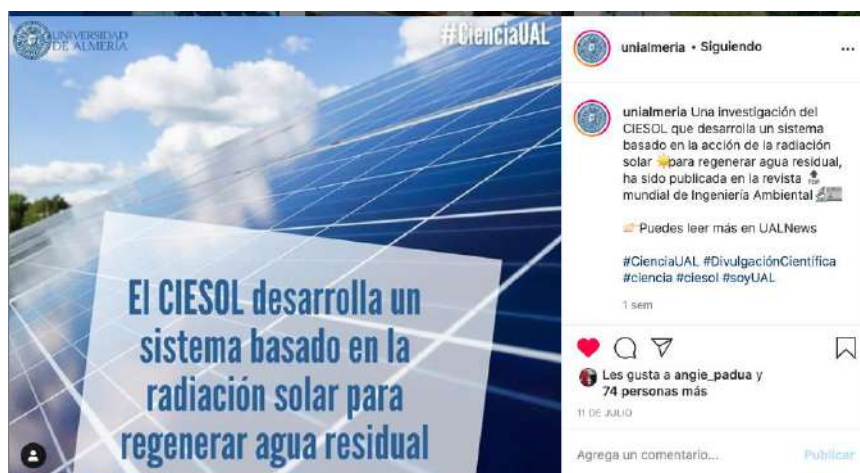 UNIVERSIDAD
DE ALMERÍA
#CienciaUAL
El CIESOL desarrolla un
sistema basado en la
radiación solar para
regenerar agua residual
unialmeria • Siguiendo
unialmeria Una investigación del
CIESOL que desarrolla un sistema
basado en la acción de la radiación
solar ☀️para regenerar agua residual,
ha sido publicada en la revista 🔝
mundial de Ingeniería Ambiental
👉🏻Puedes leer más en UALNews
#CienciaUAL #DivulgaciónCientífica
#ciencia #ciesol #soyUAL
1 sem
Les gusta a angie_padua y
74 personas más
11 DE JULIO
Agrega un comentario...
Publicar